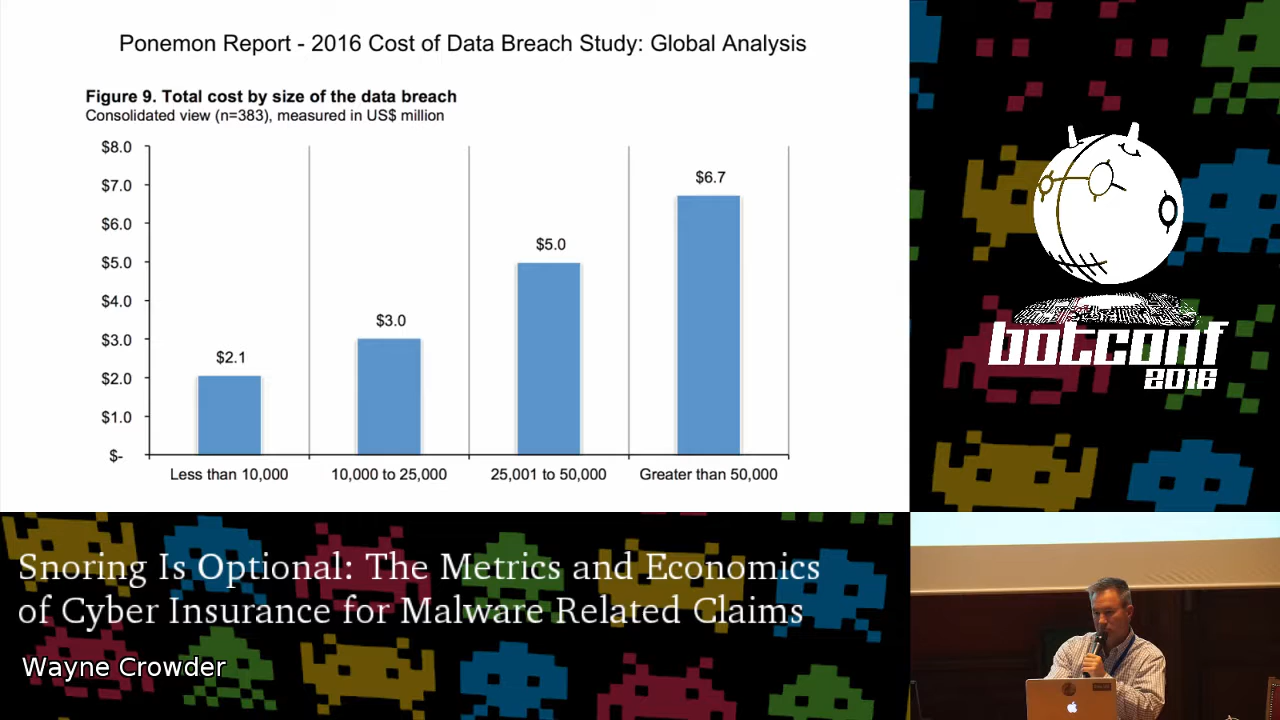 Ponemon Report - 2016 Cost of Data Breach Study: Global Analysis
Figure 9. Total cost by size of the data breach
Consolidated view (n=383), measured in US$ million
$8.0
$7.0
$6.0
$5.0
$4.0
$3.0
$2.0
$1.0
$-
$2.1
$3.0
$5.0
$6.7
Less than 10,000
10,000 to 25,000
25,001 to 50,000
Greater than 50,000
botconf
2016
Snoring Is Optional: The Metrics and Economics
of Cyber Insurance for Malware Related Claims
Wayne Crowder